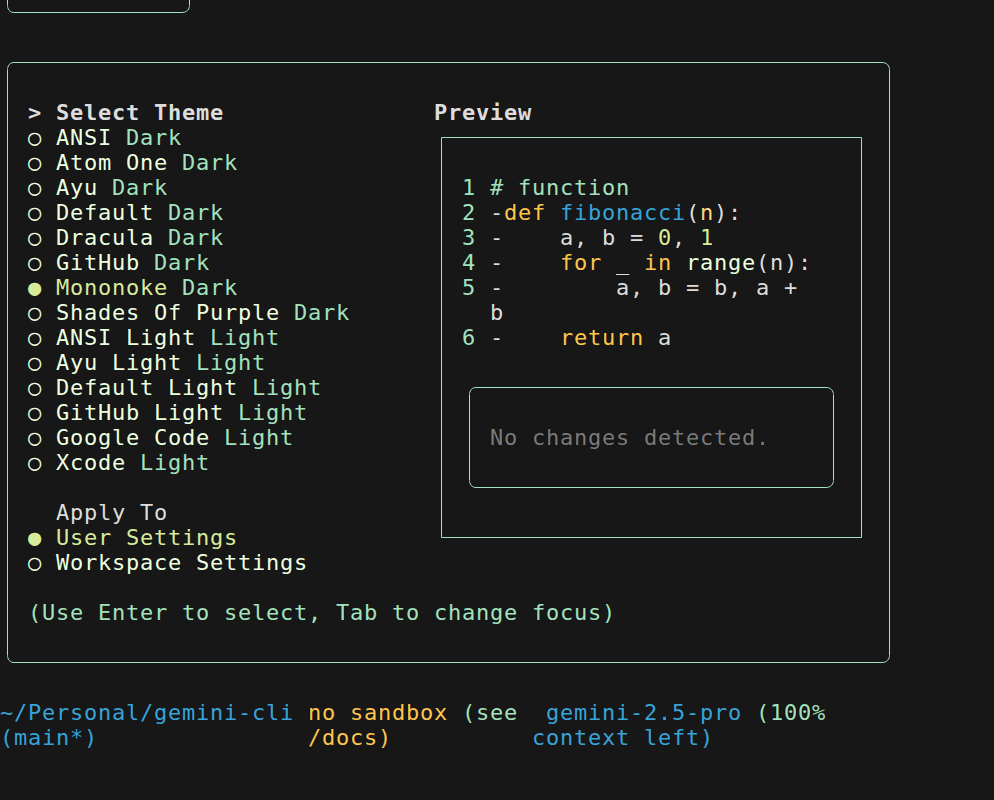 > Select Theme
○ ANSI Dark
○ Atom One Dark
○ Ayu Dark
○ Default Dark
○ Dracula Dark
○ GitHub Dark
● Mononoke Dark
○ Shades Of Purple Dark
○ ANSI Light Light
○ Ayu Light Light
○ Default Light Light
○ GitHub Light Light
○ Google Code Light
○ Xcode Light
Apply To
● User Settings
○ Workspace Settings
Preview
1 # function
2 -def fibonacci(n):
3 -    a, b = 0, 1
4 -    for _ in range(n):
5 -        a, b = b, a +
b
6 -    return a
No changes detected.
(Use Enter to select, Tab to change focus)
~/Personal/gemini-cli no sandbox (see  gemini-2.5-pro (100%
(main*)               /docs)          context left)